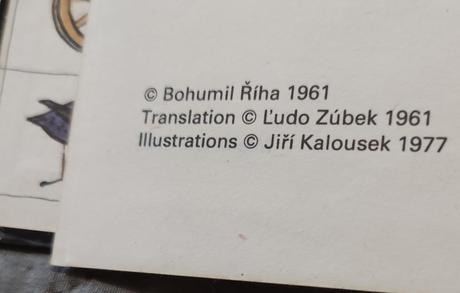 © Bohumil Říha 1961
Translation © Ľudo Zúbek 1961
Illustrations © Jiří Kalousek 1977